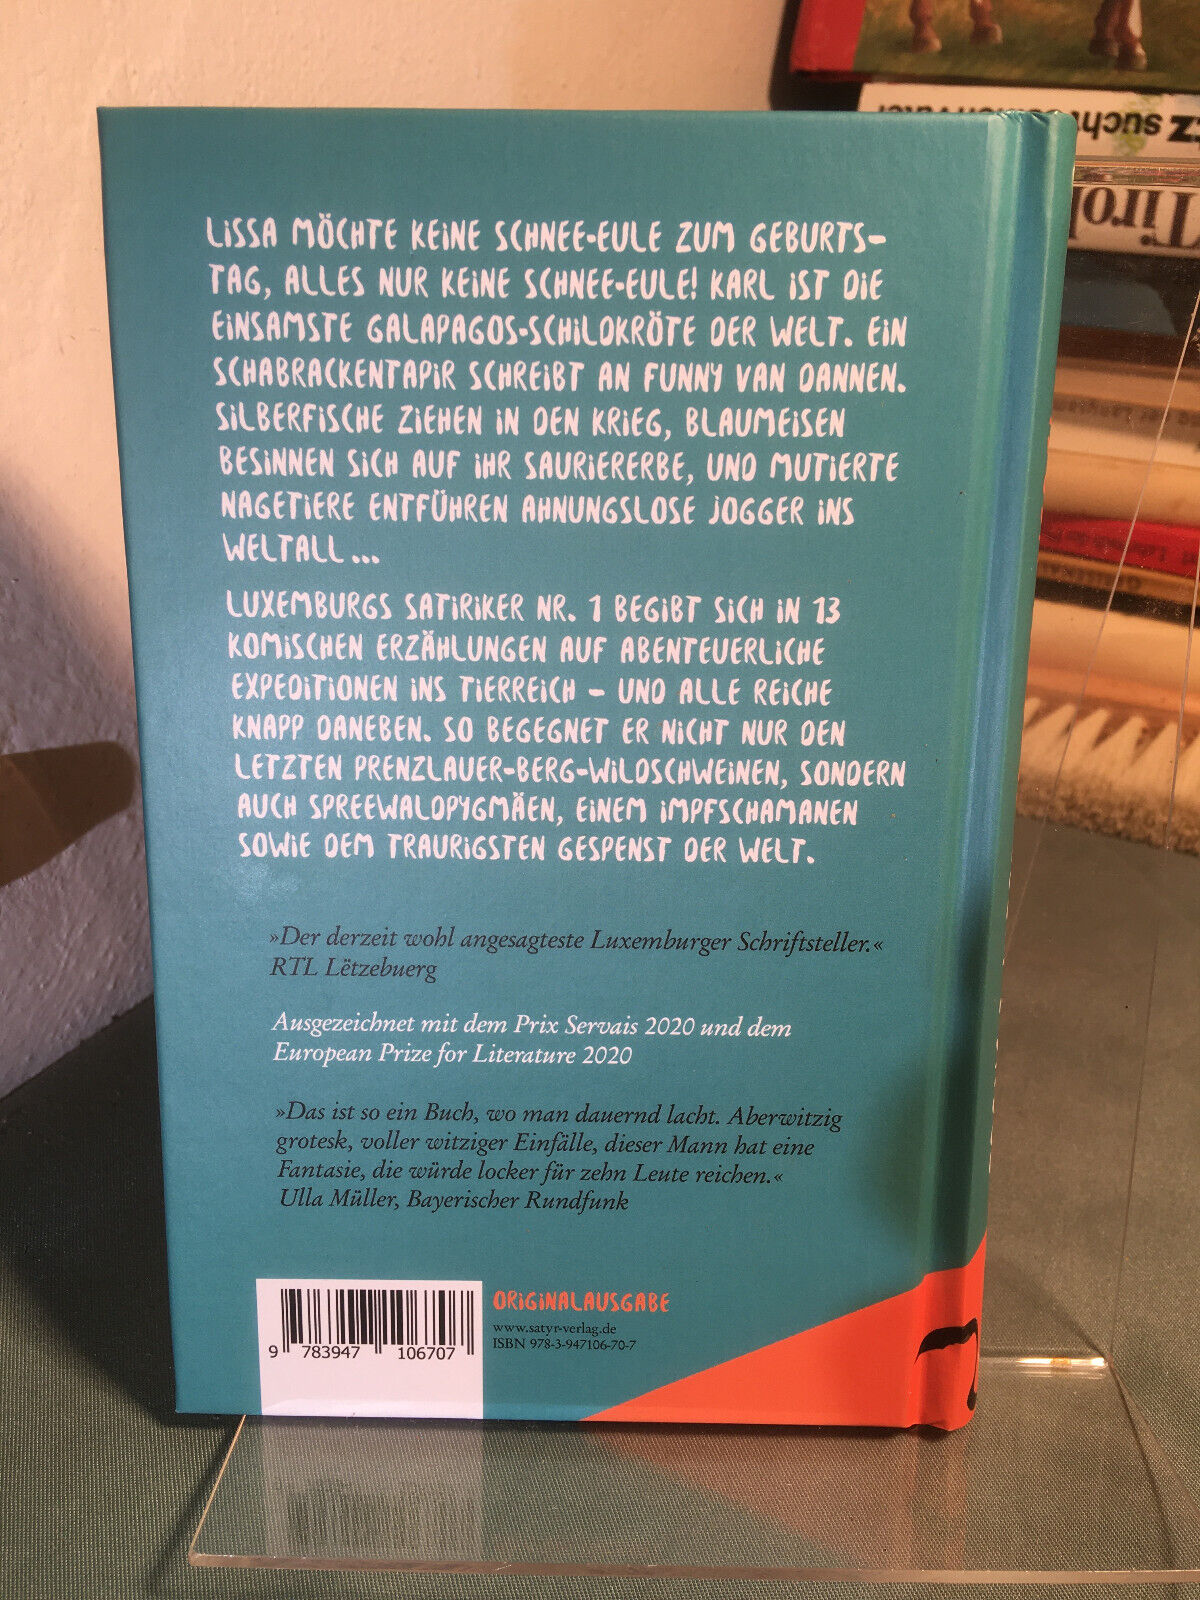 LISSA MÖCHTE KEINE SCHNEE-EULE ZUM GEBURTS-
TAG, ALLES NUR KEINE SCHNEE-EULE! KARL IST DIE
EINSAMSTE GALAPAGOS-SCHILDKRÖTE DER WELT. EIN
SCHABRACKENTAPIR SCHREIBT AN FUNNY VAN DANNEN.
SILBERFISCHE ZIEHEN IN DEN KRIEG, BLAUMEISEN
BESINNEN SICH AUF IHR SAURIERERBE, UND MUTIERTE
NAGETIERE ENTFÜHREN AHNUNGSLOSE JOGGER INS
WELTALL...
LUXEMBURGS SATIRIKER NR. 1 BEGIBT SICH IN 13
KOMISCHEN ERZÄHLUNGEN AUF ABENTEUERLICHE
EXPEDITIONEN INS TIERREICH – UND ALLE REICHE
KNAPP DANEBEN. SO BEGEGNET ER NICHT NUR DEN
LETZTEN PRENZLAUER-BERG-WILDSCHWEINEN, SONDERN
AUCH SPREEWALDPYGMÄEN, EINEM IMPFSCHAMANEN
SOWIE DEM TRAURIGSTEN GESPENST DER WELT.
»Der derzeit wohl angesagteste Luxemburger Schriftsteller.«
RTL Lëtzebuerg
Ausgezeichnet mit dem Prix Servais 2020 und dem
European Prize for Literature 2020
»Das ist so ein Buch, wo man dauernd lacht. Aberwitzig
grotesk, voller witziger Einfälle, dieser Mann hat eine
Fantasie, die würde locker für zehn Leute reichen.«
Ulla Müller, Bayerischer Rundfunk
ORIGINALAUSGABE
www.satyr-verlag.de
ISBN 978-3-947106-70-7
9 783947 106707
sucht
Tirol